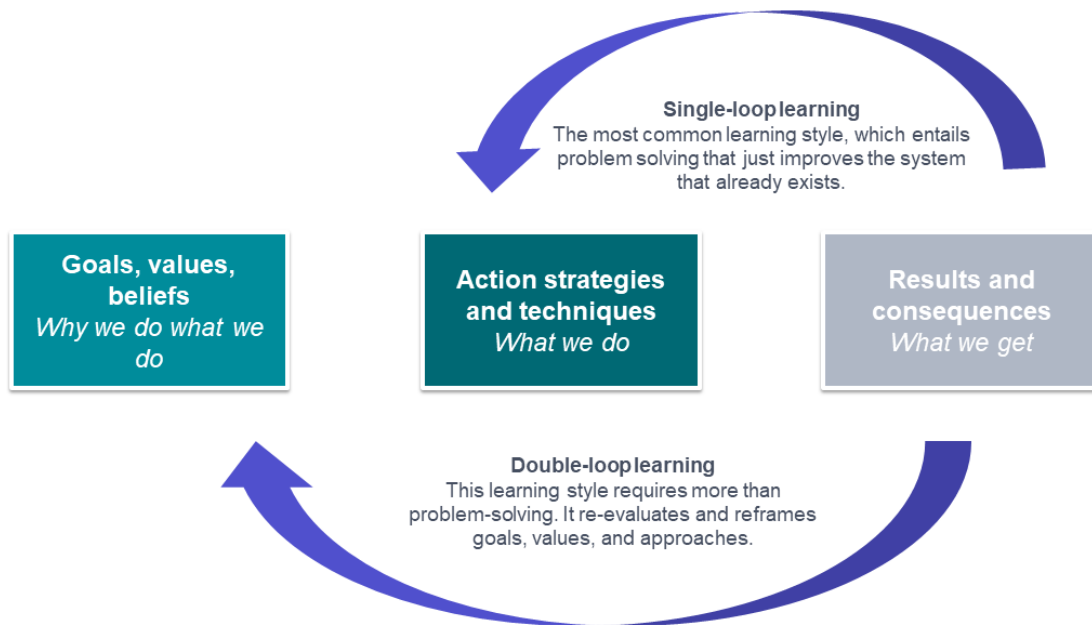 Single-loop learning
The most common learning style, which entails
problem solving that just improves the system
that already exists.
Goals, values,
beliefs
Why we do what we
do
Action strategies
and techniques
What we do
Results and
consequences
What we get
Double-loop learning
This learning style requires more than
problem-solving. It re-evaluates and reframes
goals, values, and approaches.